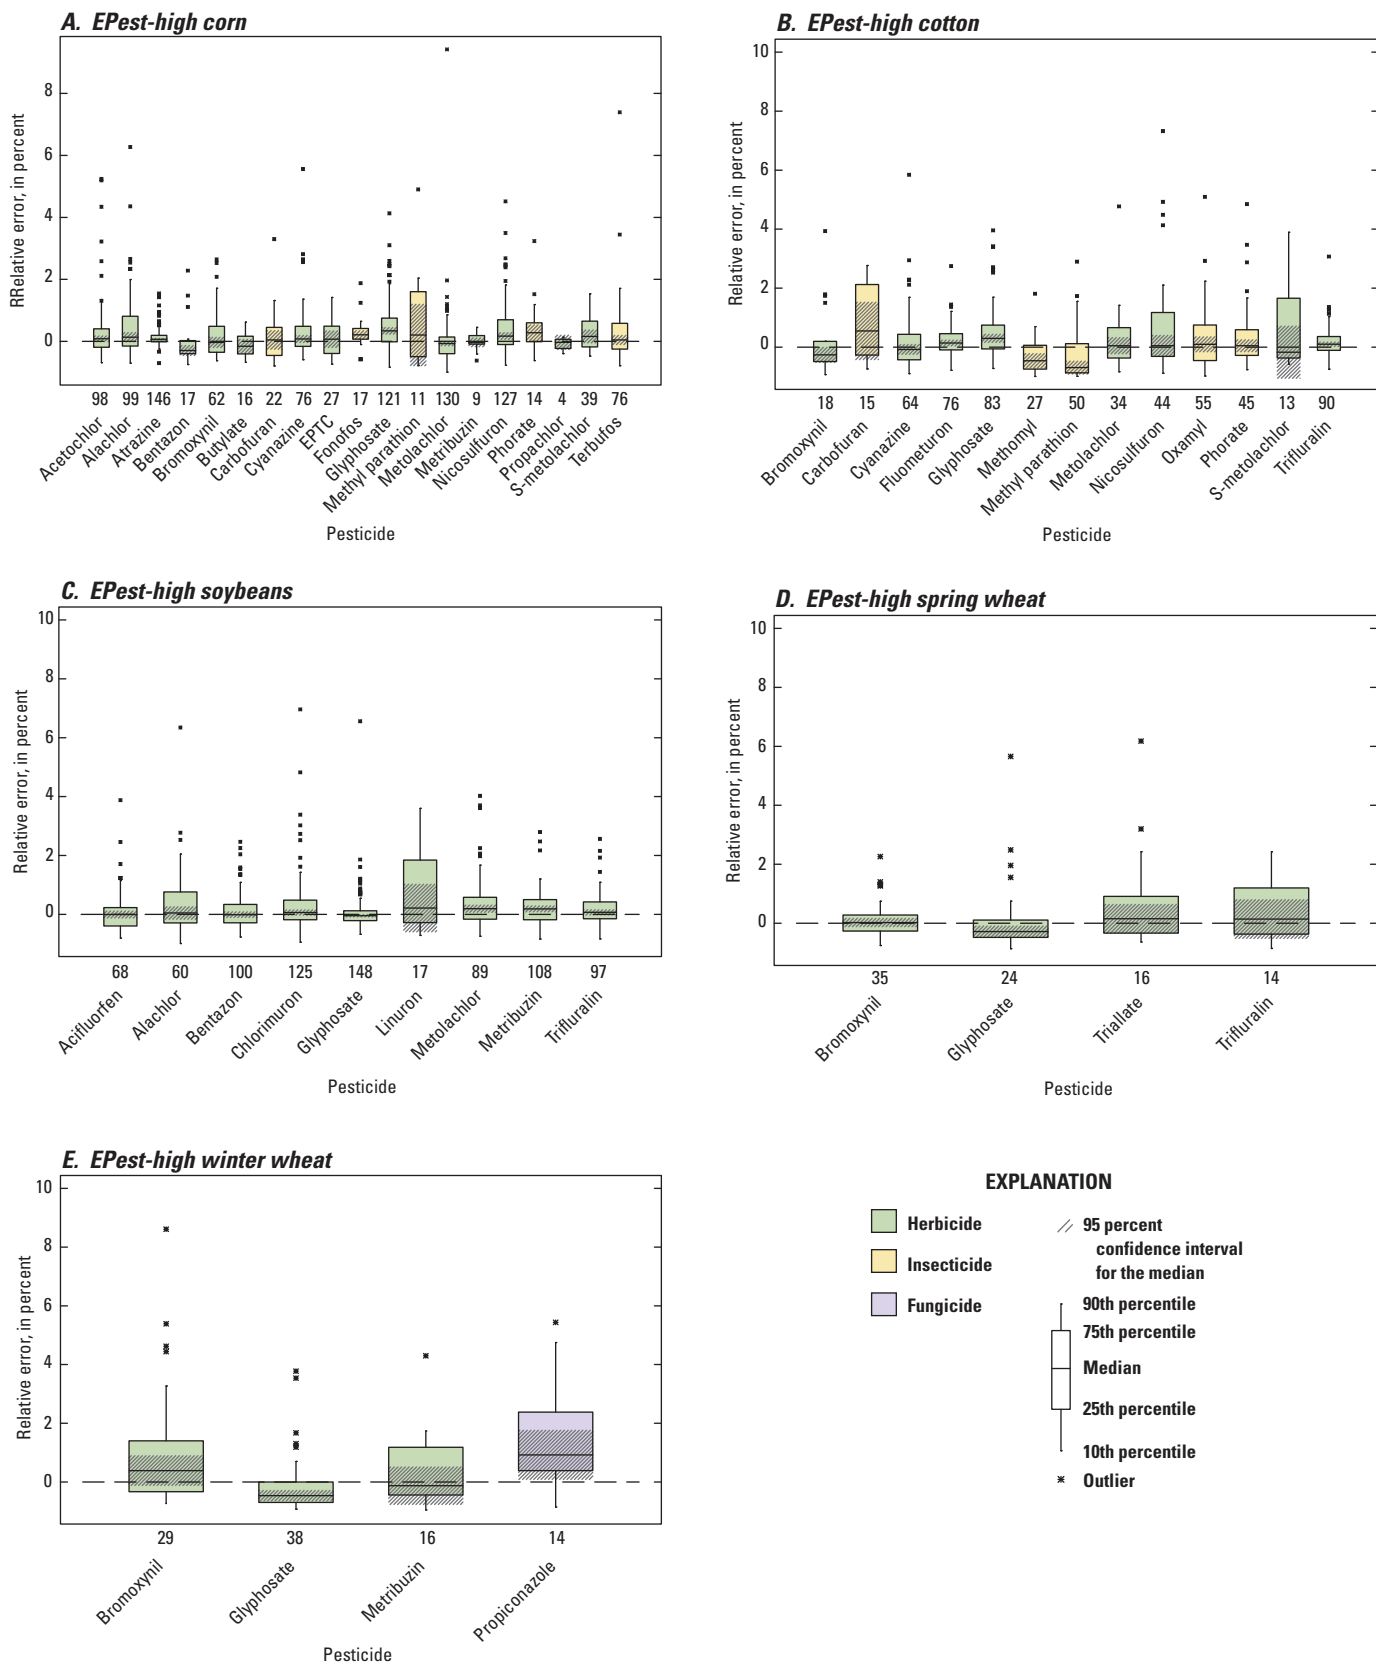 A. EPest-high corn
RRelative error, in percent
8
6
4
2
0
98 99 146 17 62 16 22 76 27 17 121 11 130 9 127 14 4 39 76
Acetochlor
Alachlor
Atrazine
Bentazon
Bromoxynil
Butylate
Carbofuran
Cyanazine
EPTC
Fonofos
Glyphosate
Methyl parathion
Metolachlor
Metribuzin
Nicosulfuron
Phorate
Propachlor
S-metolachlor
Terbufos
Pesticide
B. EPest-high cotton
Relative error, in percent
10
8
6
4
2
0
18 15 64 76 83 27 50 34 44 55 45 13 90
Bromoxynil
Carbofuran
Cyanazine
Fluometuron
Glyphosate
Methomyl
Methyl parathion
Metolachlor
Nicosulfuron
Oxamyl
Phorate
S-metolachlor
Trifluralin
Pesticide
C. EPest-high soybeans
Relative error, in percent
10
8
6
4
2
0
68 60 100 125 148 17 89 108 97
Acifluorfen
Alachlor
Bentazon
Chlorimuron
Glyphosate
Linuron
Metolachlor
Metribuzin
Trifluralin
Pesticide
D. EPest-high spring wheat
Relative error, in percent
10
8
6
4
2
0
35 24 16 14
Bromoxynil
Glyphosate
Triallate
Trifluralin
Pesticide
E. EPest-high winter wheat
Relative error, in percent
10
8
6
4
2
0
29 38 16 14
Bromoxynil
Glyphosate
Metribuzin
Propiconazole
Pesticide
EXPLANATION
Herbicide
Insecticide
Fungicide
95 percent
confidence interval
for the median
90th percentile
75th percentile
Median
25th percentile
10th percentile
Outlier